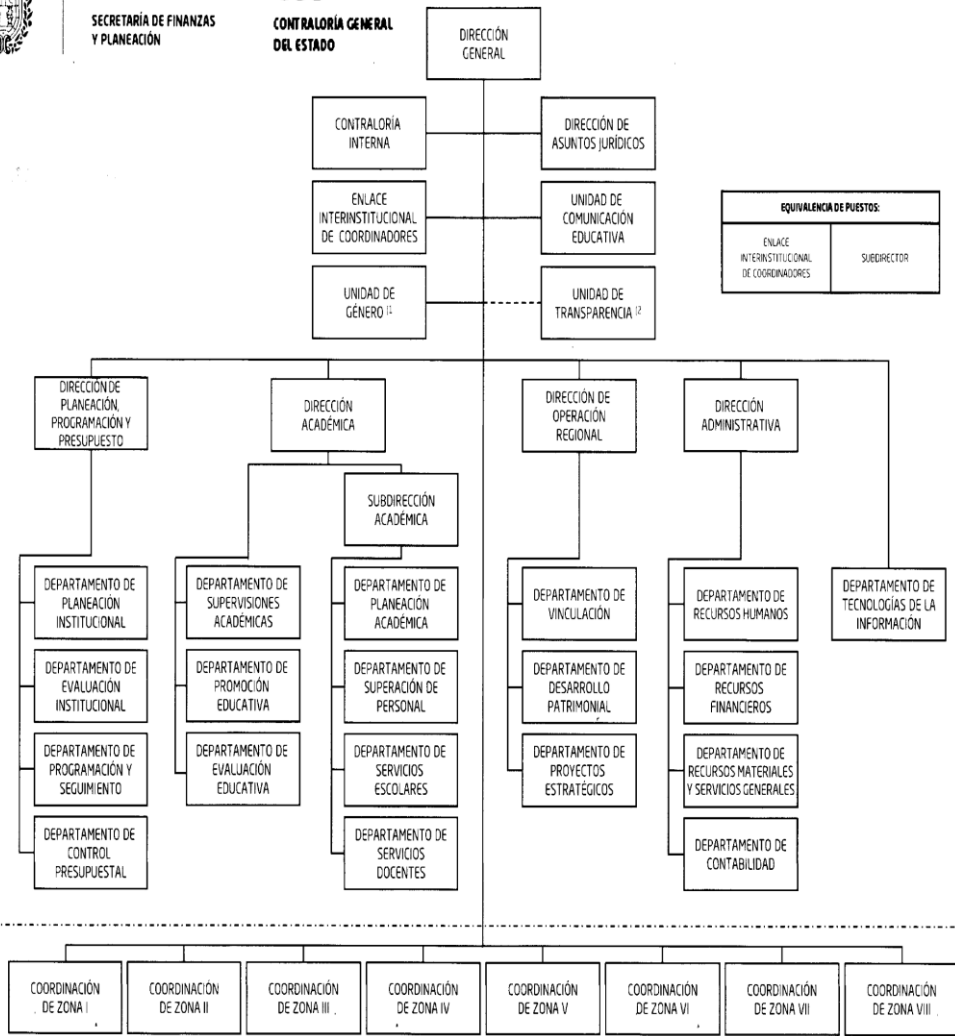 SECRETARÍA DE FINANZAS
Y PLANEACIÓN
CONTRALORÍA GENERAL
DEL ESTADO
DIRECCIÓN
GENERAL
CONTRALORÍA
INTERNA
DIRECCIÓN DE
ASUNTOS JURÍDICOS
ENLACE
INTERINSTITUCIONAL
DE COORDINADORES
UNIDAD DE
COMUNICACIÓN
EDUCATIVA
EQUIVALENCIA DE PUESTOS:
ENLACE
INTERINSTITUCIONAL
DE COORDINADORES
SUBDIRECTOR
UNIDAD DE
GÉNERO |1
UNIDAD DE
TRANSPARENCIA |2
DIRECCIÓN DE
PLANEACIÓN,
PROGRAMACIÓN Y
PRESUPUESTO
DIRECCIÓN
ACADÉMICA
DIRECCIÓN DE
OPERACIÓN
REGIONAL
DIRECCIÓN
ADMINISTRATIVA
SUBDIRECCIÓN
ACADÉMICA
DEPARTAMENTO DE
PLANEACIÓN
INSTITUCIONAL
DEPARTAMENTO DE
SUPERVISIONES
ACADÉMICAS
DEPARTAMENTO DE
PLANEACIÓN
ACADÉMICA
DEPARTAMENTO DE
VINCULACIÓN
DEPARTAMENTO DE
RECURSOS HUMANOS
DEPARTAMENTO DE
TECNOLOGÍAS DE LA
INFORMACIÓN
DEPARTAMENTO DE
EVALUACIÓN
INSTITUCIONAL
DEPARTAMENTO DE
PROMOCIÓN
EDUCATIVA
DEPARTAMENTO DE
SUPERACIÓN DE
PERSONAL
DEPARTAMENTO DE
DESARROLLO
PATRIMONIAL
DEPARTAMENTO DE
RECURSOS
FINANCIEROS
DEPARTAMENTO DE
PROGRAMACIÓN Y
SEGUIMIENTO
DEPARTAMENTO DE
EVALUACIÓN
EDUCATIVA
DEPARTAMENTO DE
SERVICIOS
ESCOLARES
DEPARTAMENTO DE
PROYECTOS
ESTRATÉGICOS
DEPARTAMENTO DE
RECURSOS MATERIALES
Y SERVICIOS GENERALES
DEPARTAMENTO DE
CONTROL
PRESUPUESTAL
DEPARTAMENTO DE
SERVICIOS
DOCENTES
DEPARTAMENTO DE
CONTABILIDAD
COORDINACIÓN
DE ZONA I
COORDINACIÓN
DE ZONA II
COORDINACIÓN
DE ZONA III
COORDINACIÓN
DE ZONA IV
COORDINACIÓN
DE ZONA V
COORDINACIÓN
DE ZONA VI
COORDINACIÓN
DE ZONA VII
COORDINACIÓN
DE ZONA VIII